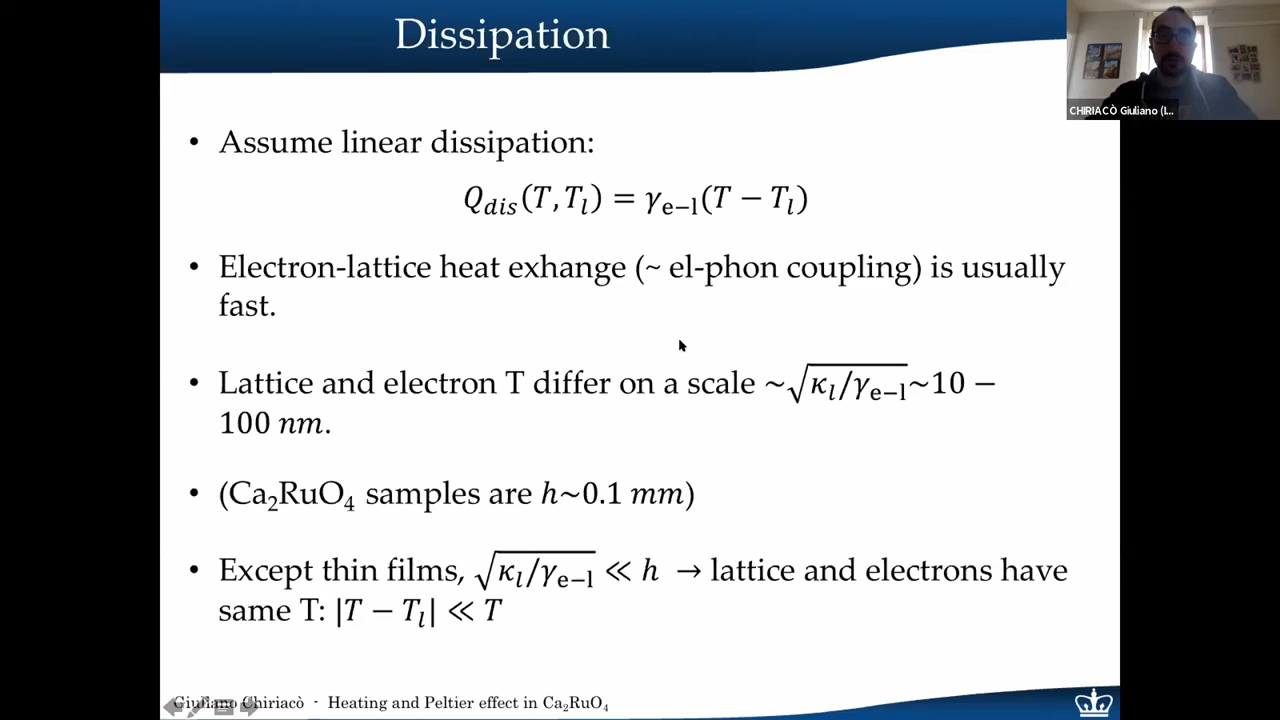 Dissipation
CHIRIACÒ Giuliano (I...
• Assume linear dissipation:
Q_dis(T, T_l) = γ_e−l(T − T_l)
• Electron-lattice heat exhange (~ el-phon coupling) is usually
fast.
• Lattice and electron T differ on a scale ~√κ_l/γ_e−l~10 −
100 nm.
• (Ca₂RuO₄ samples are h~0.1 mm)
• Except thin films, √κ_l/γ_e−l ≪ h → lattice and electrons have
same T: |T − T_l| ≪ T
Giuliano Chiriacò - Heating and Peltier effect in Ca₂RuO₄